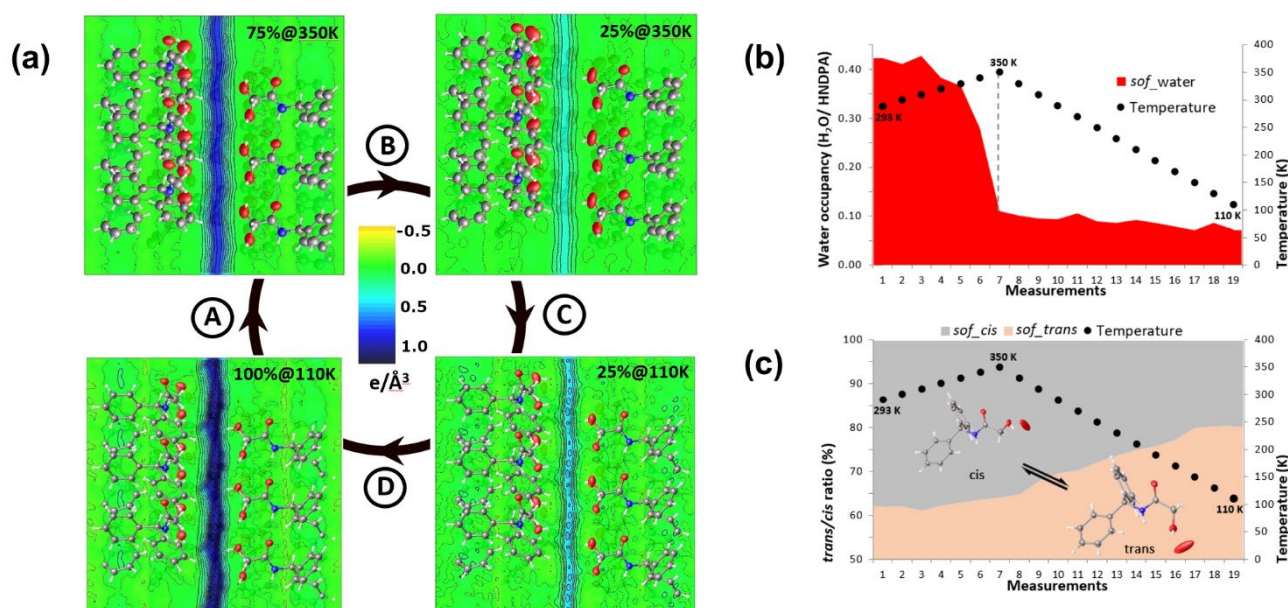 (a)
75%@350K
25%@350K
B
-0.5
0.0
0.5
1.0
e/Å³
A
C
100%@110K
25%@110K
D
(b)
Water occupancy (H₂O/ HNDPA)
0.40
0.30
0.20
0.10
0.00
350 K
sof_water
Temperature
293 K
110 K
400
350
300
250
200
150
100
50
0
Temperature (K)
1 2 3 4 5 6 7 8 9 10 11 12 13 14 15 16 17 18 19
Measurements
(c)
sof_cis sof_trans Temperature
trans/cis ratio (%)
100
90
80
70
60
50
350 K
293 K
cis
trans
110 K
400
350
300
250
200
150
100
50
0
Temperature (K)
1 2 3 4 5 6 7 8 9 10 11 12 13 14 15 16 17 18 19
Measurements